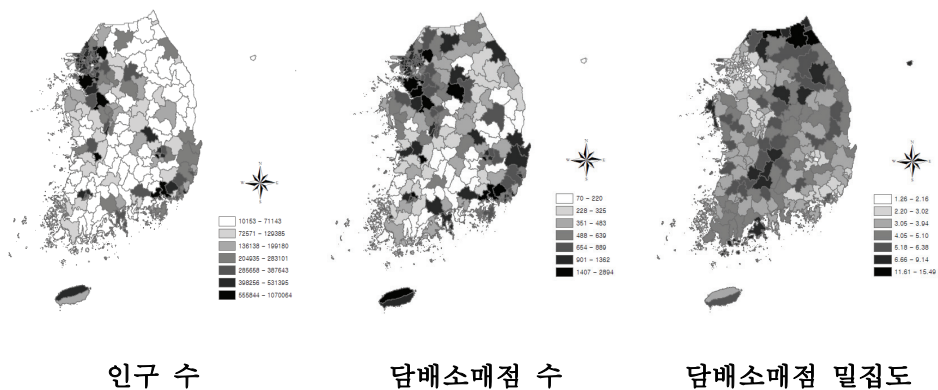 10153 - 71143
72571 - 129385
136138 - 199180
204935 - 283101
285658 - 387643
398256 - 531395
555844 - 1070064
70 - 220
228 - 325
351 - 483
488 - 639
654 - 889
901 - 1362
1407 - 2894
1.26 - 2.16
2.20 - 3.02
3.05 - 3.94
4.05 - 5.10
5.18 - 6.38
6.66 - 9.14
11.61 - 15.49
인구 수
담배소매점 수
담배소매점 밀집도